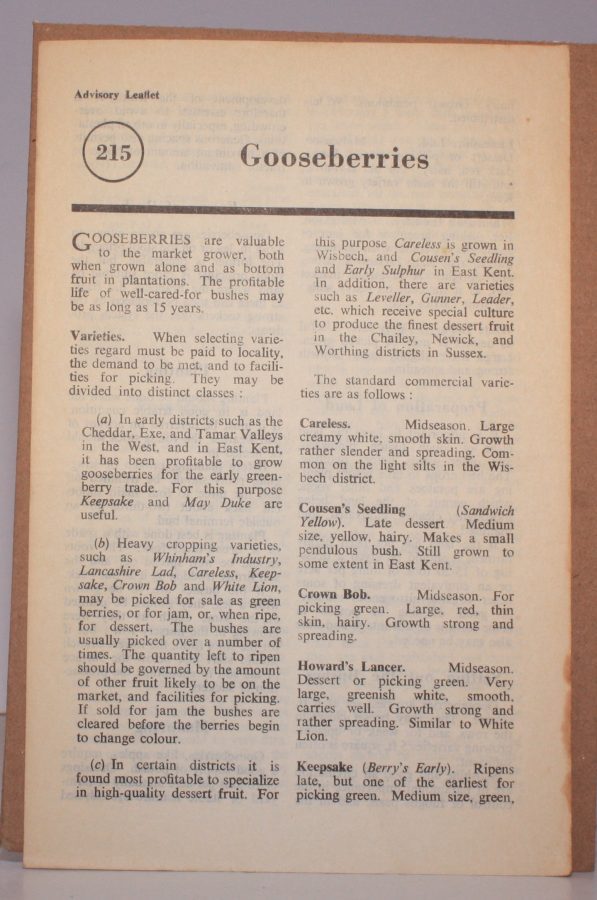 Advisory Leaflet
215
Gooseberries
GOOSEBERRIES are valuable
to the market grower, both
when grown alone and as bottom
fruit in plantations. The profitable
life of well-cared-for bushes may
be as long as 15 years.
Varieties. When selecting varie-
ties regard must be paid to locality,
the demand to be met, and to facili-
ties for picking. They may be
divided into distinct classes :
(a) In early districts such as the
Cheddar, Exe, and Tamar Valleys
in the West, and in East Kent,
it has been profitable to grow
gooseberries for the early green-
berry trade. For this purpose
Keepsake and May Duke are
useful.
(b) Heavy cropping varieties,
such as Whinham's Industry,
Lancashire Lad, Careless, Keep-
sake, Crown Bob and White Lion,
may be picked for sale as green
berries, or for jam, or, when ripe,
for dessert. The bushes are
usually picked over a number of
times. The quantity left to ripen
should be governed by the amount
of other fruit likely to be on the
market, and facilities for picking.
If sold for jam the bushes are
cleared before the berries begin
to change colour.
(c) In certain districts it is
found most profitable to specialize
in high-quality dessert fruit. For
this purpose Careless is grown in
Wisbech, and Cousen's Seedling
and Early Sulphur in East Kent.
In addition, there are varieties
such as Leveller, Gunner, Leader,
etc. which receive special culture
to produce the finest dessert fruit
in the Chailey, Newick, and
Worthing districts in Sussex.
The standard commercial varie-
ties are as follows :
Careless. Midseason. Large
creamy white, smooth skin. Growth
rather slender and spreading. Com-
mon on the light silts in the Wis-
bech district.
Cousen's Seedling (Sandwich
Yellow). Late dessert Medium
size, yellow, hairy. Makes a small
pendulous bush. Still grown to
some extent in East Kent.
Crown Bob. Midseason. For
picking green. Large, red, thin
skin, hairy. Growth strong and
spreading.
Howard's Lancer. Midseason.
Dessert or picking green. Very
large, greenish white, smooth,
carries well. Growth strong and
rather spreading. Similar to White
Lion.
Keepsake (Berry's Early). Ripens
late, but one of the earliest for
picking green. Medium size, green,